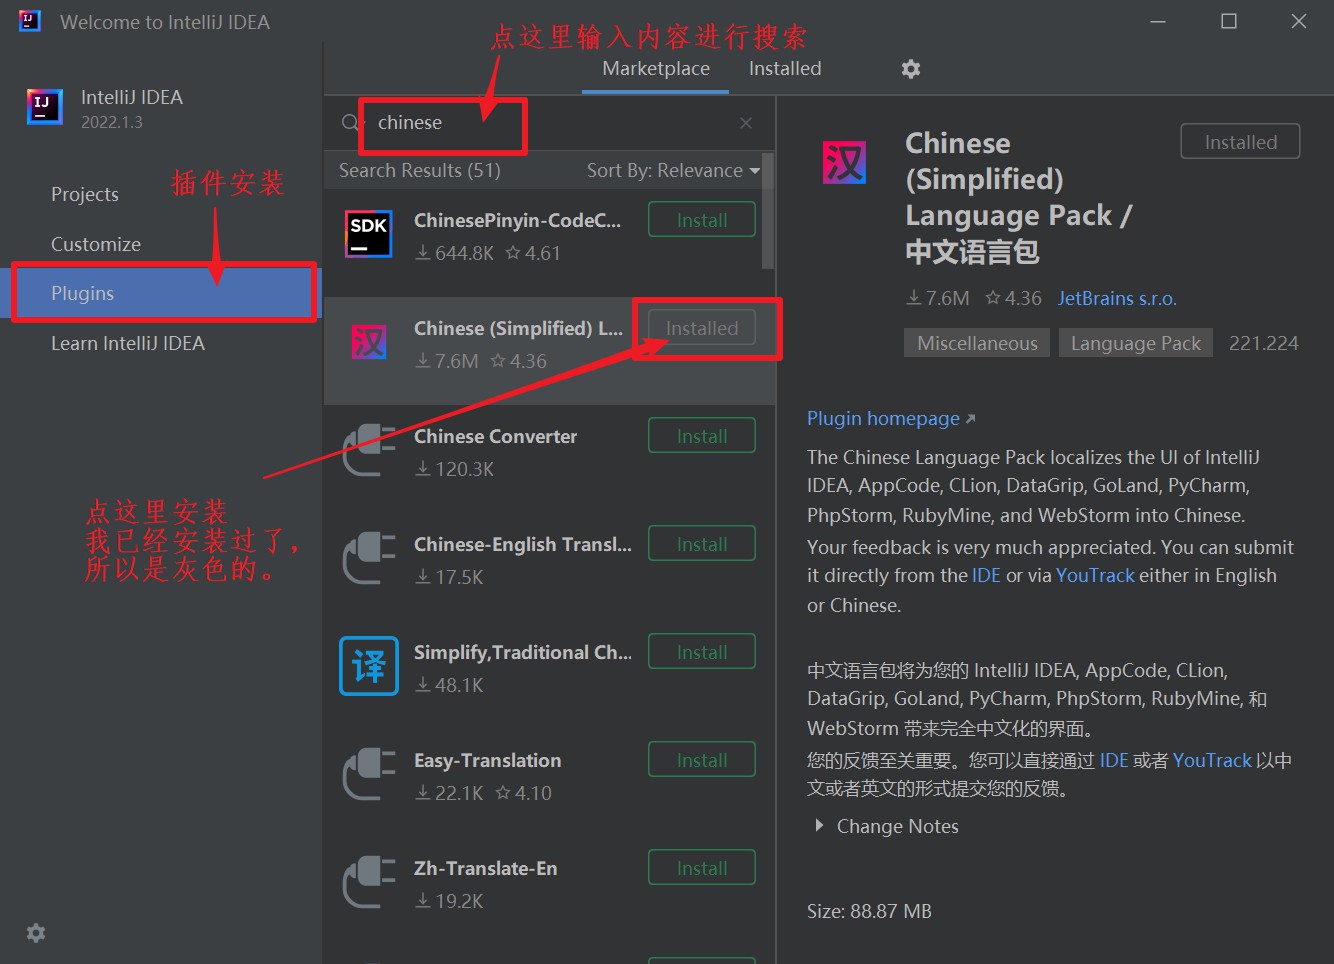 IJ
Welcome to IntelliJ IDEA
点这里输入内容进行搜索
IJ
IntelliJ IDEA
2022.1.3
插件安装
Projects
Customize
Plugins
Learn IntelliJ IDEA
点这里安装
我已经安装过了，
所以是灰色的。
Marketplace
Installed
chinese
Search Results (51)
Sort By: Relevance
SDK
ChinesePinyin-CodeC...
Install
644.8K
4.61
汉
Chinese (Simplified) L...
Installed
7.6M
4.36
Chinese Converter
Install
120.3K
Chinese-English Transl...
Install
17.5K
译
Simplify,Traditional Ch...
Install
48.1K
Easy-Translation
Install
22.1K
4.10
Zh-Translate-En
Install
19.2K
汉
Chinese
(Simplified)
Language Pack /
中文语言包
Installed
7.6M
4.36
JetBrains s.r.o.
Miscellaneous
Language Pack
221.224
Plugin homepage
The Chinese Language Pack localizes the UI of IntelliJ
IDEA, AppCode, CLion, DataGrip, GoLand, PyCharm,
PhpStorm, RubyMine, and WebStorm into Chinese.
Your feedback is very much appreciated. You can submit
it directly from the IDE or via YouTrack either in English
or Chinese.
中文语言包将为您的 IntelliJ IDEA, AppCode, CLion,
DataGrip, GoLand, PyCharm, PhpStorm, RubyMine, 和
WebStorm 带来完全中文化的界面。
您的反馈至关重要。您可以直接通过 IDE 或者 YouTrack 以中
文或者英文的形式提交您的反馈。
Change Notes
Size: 88.87 MB